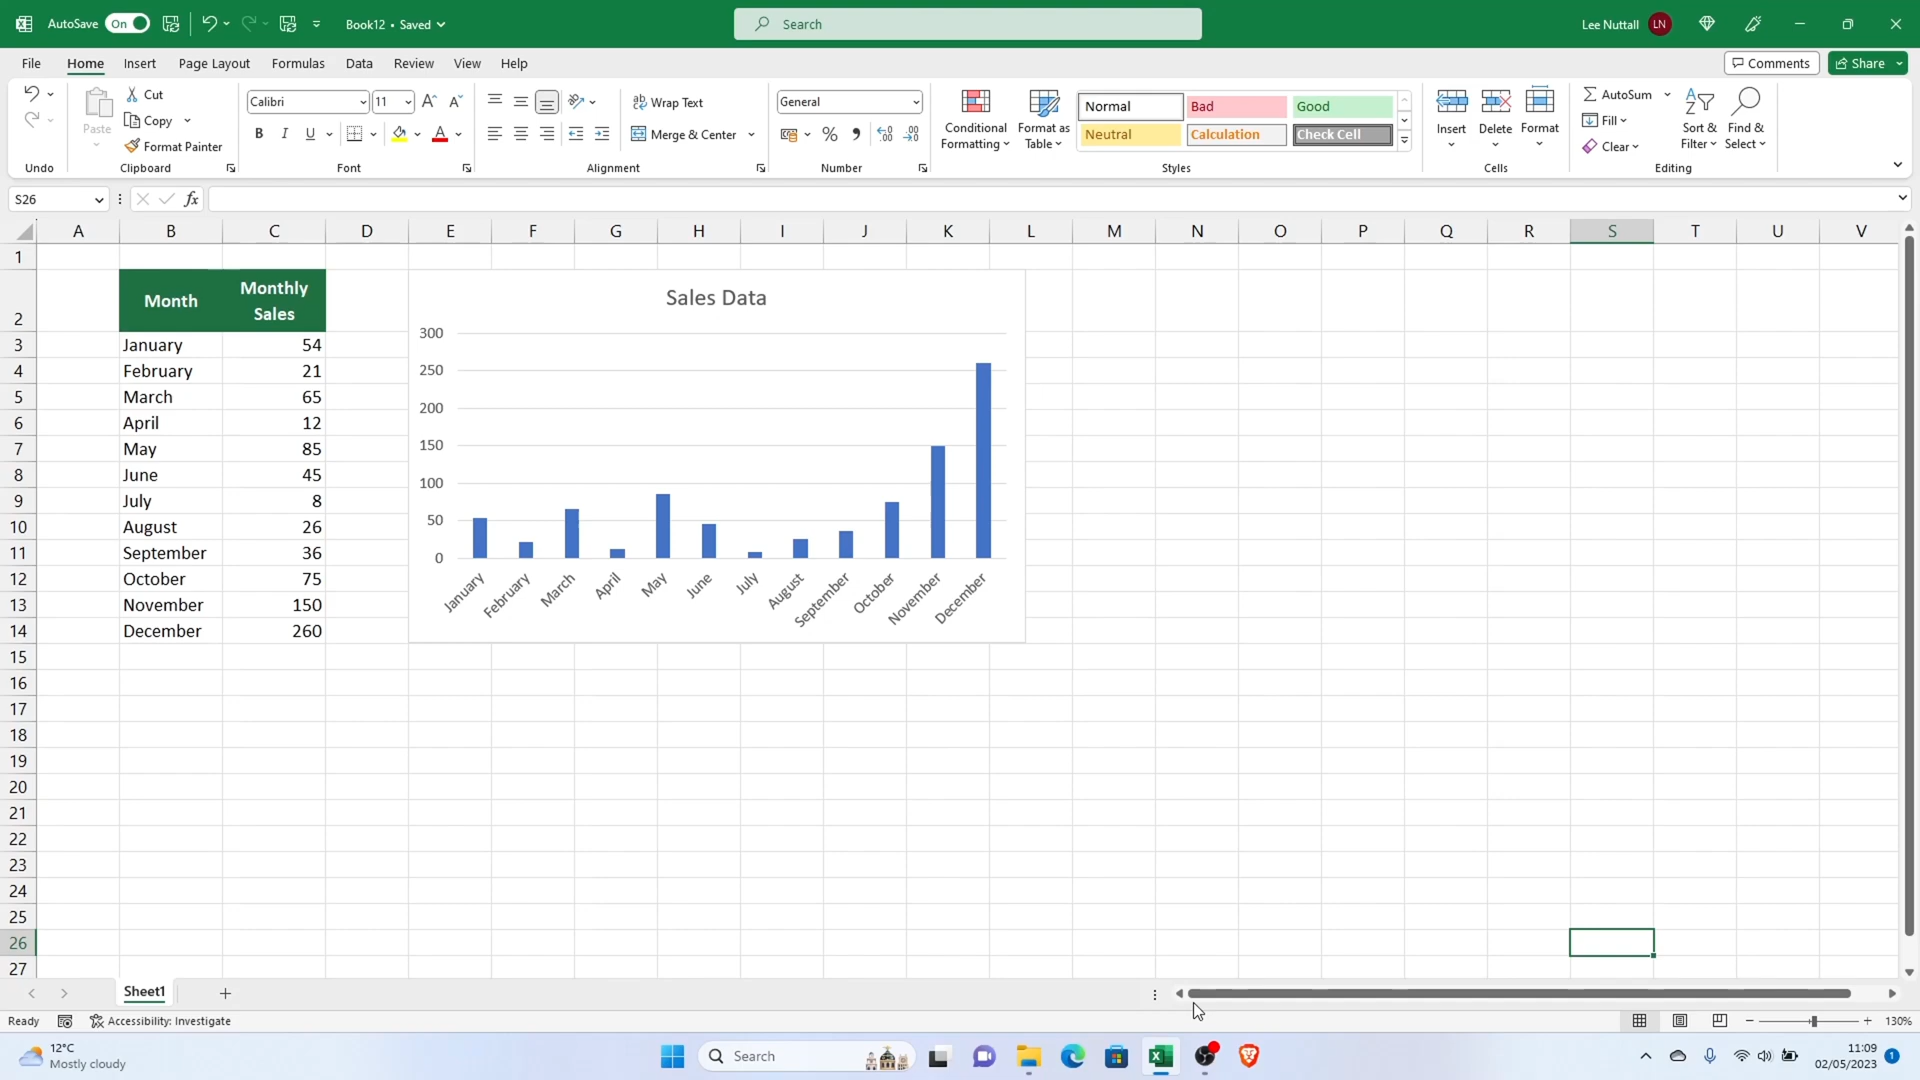 AutoSave On Book12 • Saved Search Lee Nuttall LN
File Home Insert Page Layout Formulas Data Review View Help Comments Share
Paste Cut Copy Format Painter
Calibri 11 B I U A
ab Wrap Text
Merge & Center
General
% 9
Conditional Formatting
Format as Table
Normal Bad Good
Neutral Calculation Check Cell
Insert Delete Format
AutoSum
Fill
Clear
Sort & Filter
Find & Select
Undo Clipboard Font Alignment Number Styles Cells Editing
S26 fx
A B C D E F G H I J K L M N O P Q R S T U V
1
2 Month Monthly Sales
3 January 54
4 February 21
5 March 65
6 April 12
7 May 85
8 June 45
9 July 8
10 August 26
11 September 36
12 October 75
13 November 150
14 December 260
15
16
17
18
19
20
21
22
23
24
25
26
27
Sales Data
300
250
200
150
100
50
0
January February March April May June July August September October November December
Sheet1
Ready Accessibility: Investigate 130%
12°C
Mostly cloudy
Search
11:09
02/05/2023
1